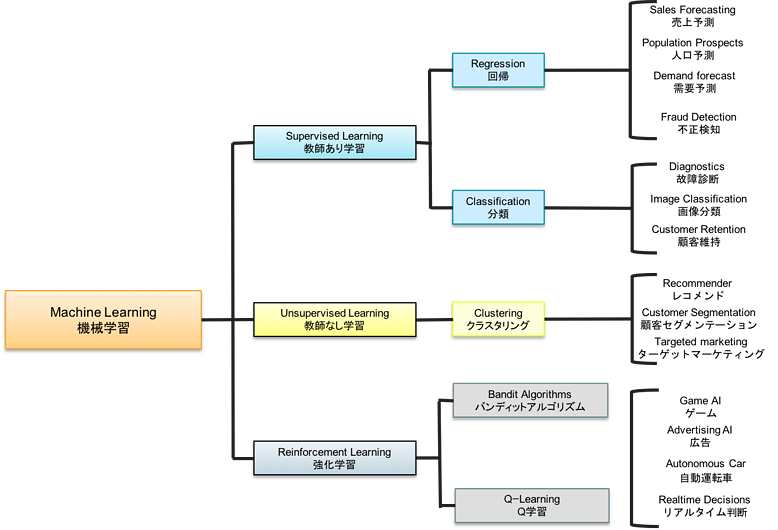 Machine Learning
機械学習
Supervised Learning
教師あり学習
Regression
回帰
Sales Forecasting
売上予測
Population Prospects
人口予測
Demand forecast
需要予測
Fraud Detection
不正検知
Classification
分類
Diagnostics
故障診断
Image Classification
画像分類
Customer Retention
顧客維持
Unsupervised Learning
教師なし学習
Clustering
クラスタリング
Recommender
レコメンド
Customer Segmentation
顧客セグメンテーション
Targeted marketing
ターゲットマーケティング
Reinforcement Learning
強化学習
Bandit Algorithms
バンディットアルゴリズム
Q−Learning
Q学習
Game AI
ゲーム
Advertising AI
広告
Autonomous Car
自動運転車
Realtime Decisions
リアルタイム判断